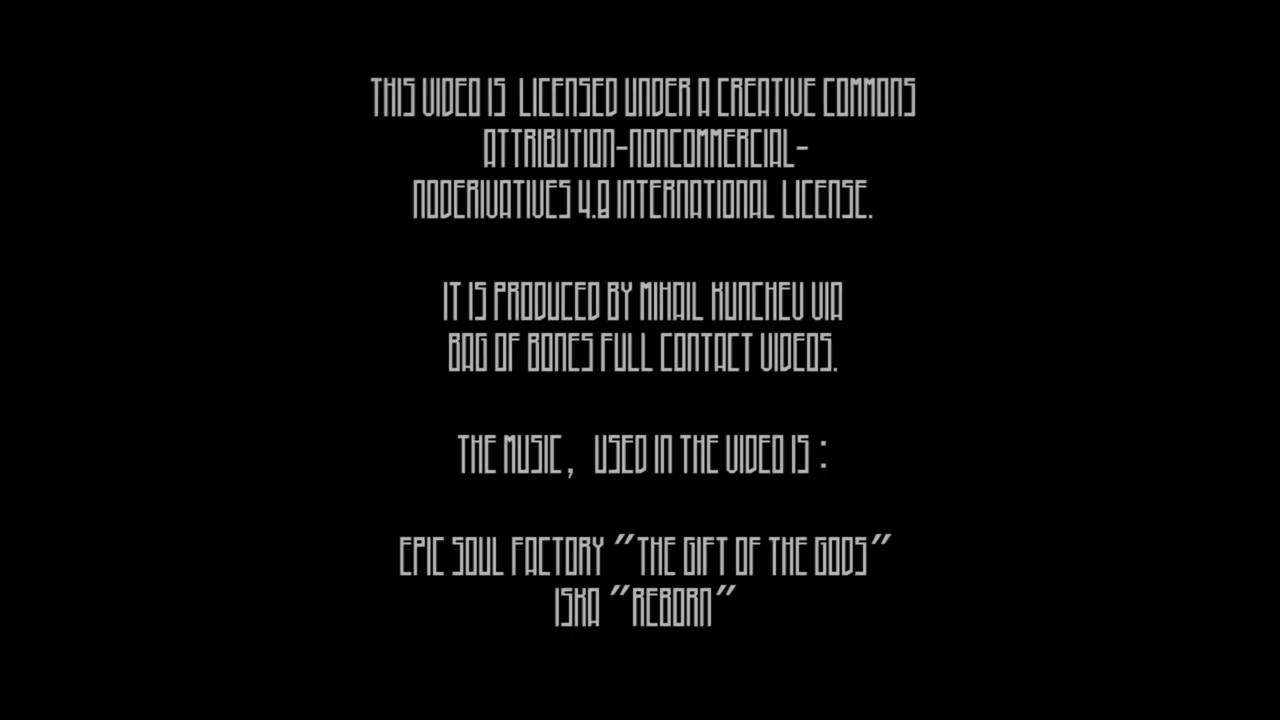 THIS VIDEO IS LICENSED UNDER A CREATIVE COMMONS
ATTRIBUTION-NONCOMMERCIAL-
NODERIVATIVES 4.0 INTERNATIONAL LICENSE.
IT IS PRODUCED BY MIHAIL KUNCHEV VIA
BAG OF BONES FULL CONTACT VIDEOS.
THE MUSIC, USED IN THE VIDEO IS :
EPIC SOUL FACTORY "THE GIFT OF THE GODS"
ISKA "REBORN"